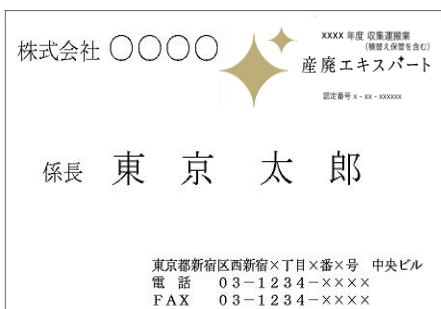 株式会社 〇〇〇〇
XXXX 年度 収集運搬業
(積替え保管を含む)
産廃エキスパート
認定番号 x - xx - xxxxxx
係長 東 京 太 郎
東京都新宿区西新宿×丁目×番×号 中央ビル
電 話 03-1234-××××
FAX 03-1234-××××